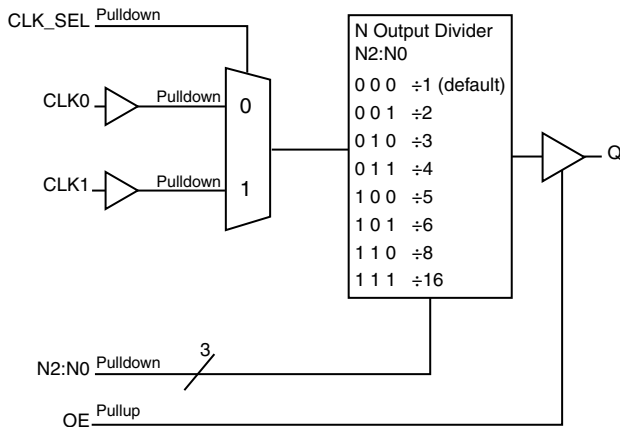 CLK_SEL Pulldown
CLK0 Pulldown
CLK1 Pulldown
0
1
N Output Divider
N2:N0
0 0 0 ÷1 (default)
0 0 1 ÷2
0 1 0 ÷3
0 1 1 ÷4
1 0 0 ÷5
1 0 1 ÷6
1 1 0 ÷8
1 1 1 ÷16
Q
N2:N0 Pulldown
3
OE Pullup